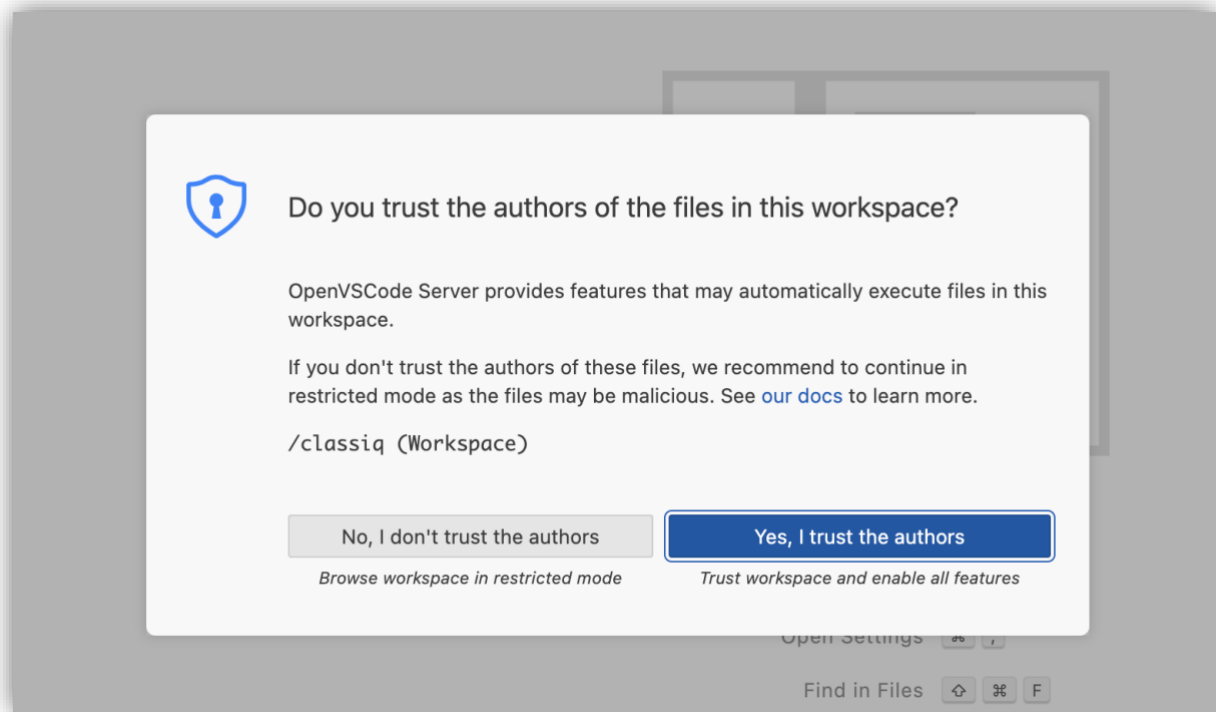 Do you trust the authors of the files in this workspace?
OpenVSCode Server provides features that may automatically execute files in this
workspace.
If you don't trust the authors of these files, we recommend to continue in
restricted mode as the files may be malicious. See our docs to learn more.
/classiq (Workspace)
No, I don't trust the authors
Yes, I trust the authors
Browse workspace in restricted mode
Trust workspace and enable all features
Open Settings ⌘ ,
Find in Files ⇧ ⌘ F